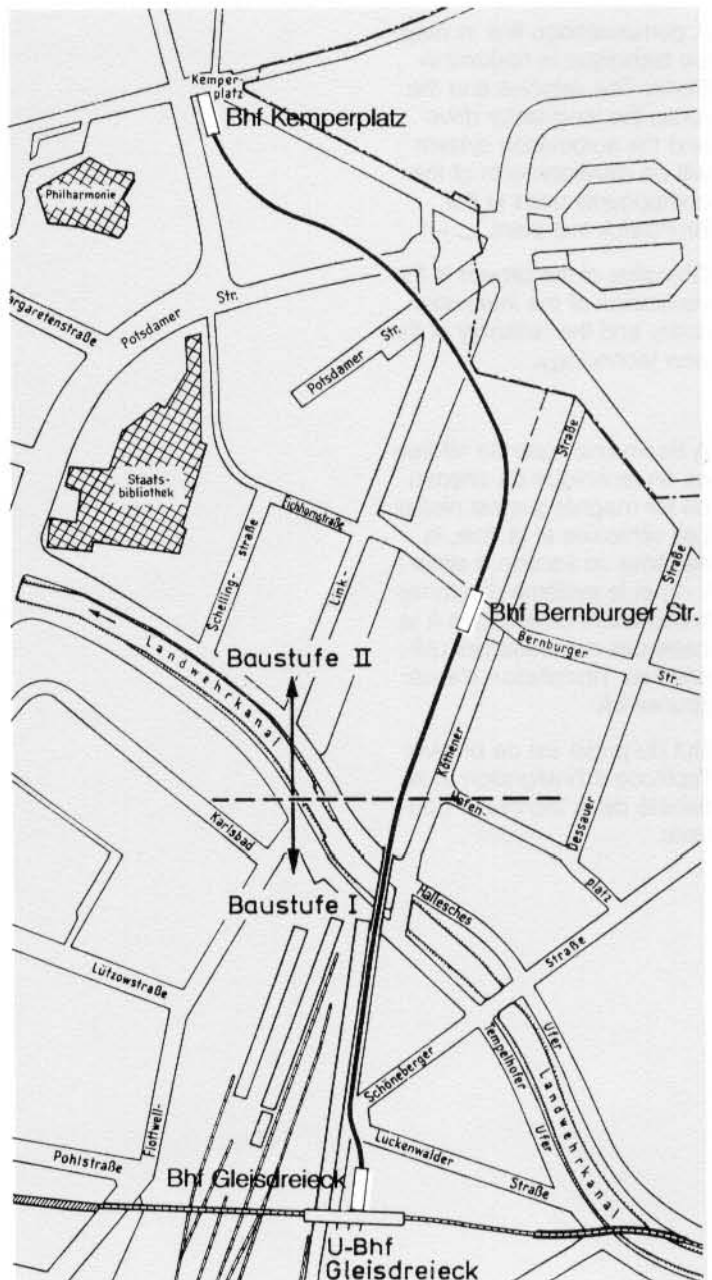 Kemper-
platz
Bhf Kemperplatz
Philharmonie
argaretenstraße
Potsdamer
Str.
Potsdamer
Str.
Staats-
bibliothek
Eichhornstraße
Schelling-
straße
Link-
Straße
Straße
Bhf Bernburger Str.
Bernburger
Str.
Landwehrkanal
Baustufe II
Köthener
Hafen-
platz
Dessauer
Karlsbad
Baustufe I
Hallesches
Ufer
Straße
Schöneberger
Tempelhofer
Ufer
Landwehrkanal
Lützowstraße
Flottwell-
Pohlstraße
Luckenwalder
Straße
Bhf Gleisdreieck
U-Bhf
Gleisdreieck